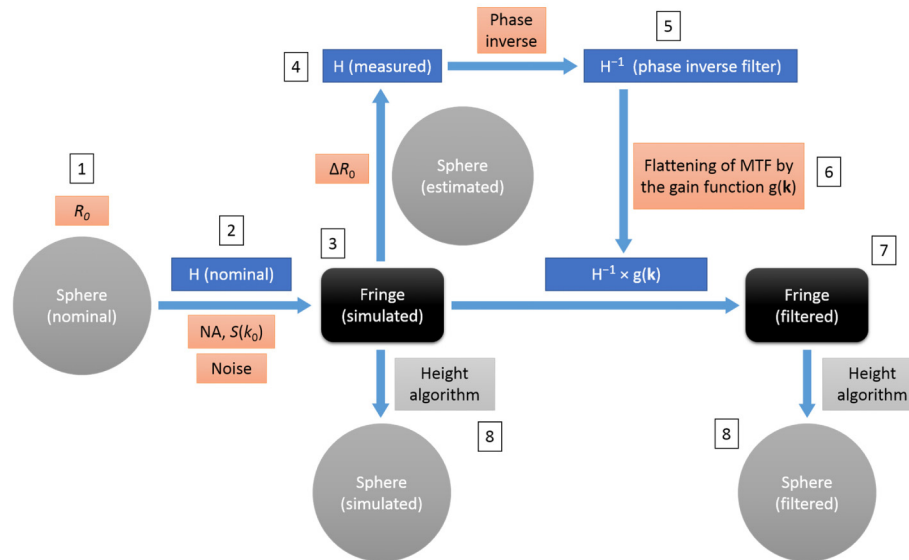 Phase
inverse
5
4
H (measured)
H⁻¹ (phase inverse filter)
1
R₀
ΔR₀
Sphere
(estimated)
Flattening of MTF by
the gain function g(k)
6
2
3
7
H (nominal)
H⁻¹ × g(k)
Sphere
(nominal)
Fringe
(simulated)
Fringe
(filtered)
NA, S(k₀)
Noise
Height
algorithm
Height
algorithm
8
8
Sphere
(simulated)
Sphere
(filtered)